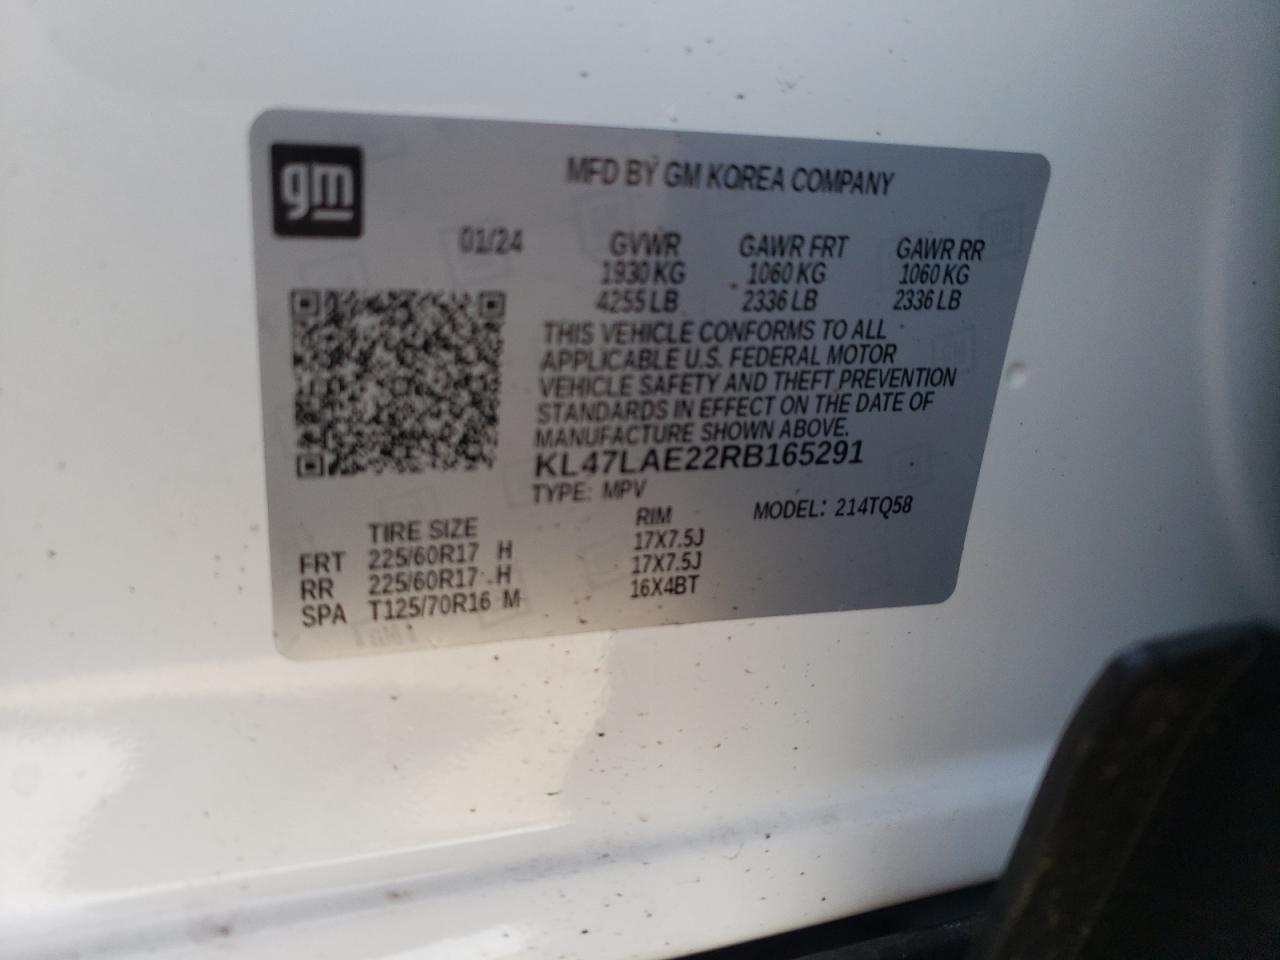 gm
MFD BY GM KOREA COMPANY
01/24 GVWR GAWR FRT GAWR RR
1930 KG 1060 KG 1060 KG
4255 LB 2336 LB 2336 LB
THIS VEHICLE CONFORMS TO ALL
APPLICABLE U.S. FEDERAL MOTOR
VEHICLE SAFETY AND THEFT PREVENTION
STANDARDS IN EFFECT ON THE DATE OF
MANUFACTURE SHOWN ABOVE.
KL47LAE22RB165291
TYPE: MPV MODEL: 214TQ58
TIRE SIZE RIM
FRT 225/60R17 H 17X7.5J
RR 225/60R17 H 17X7.5J
SPA T125/70R16 M 16X4BT